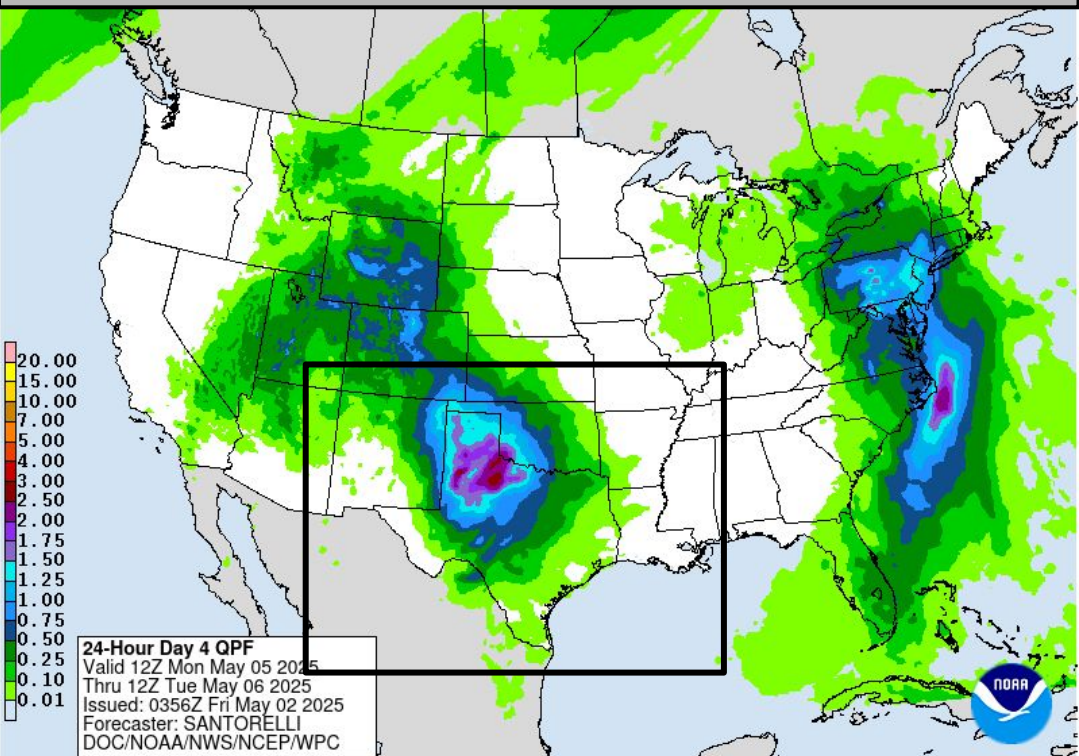 20.00
15.00
10.00
7.00
5.00
4.00
3.00
2.50
2.00
1.75
1.50
1.25
1.00
0.75
0.50
0.25
0.10
0.01
24-Hour Day 4 QPF
Valid 12Z Mon May 05 2025
Thru 12Z Tue May 06 2025
Issued: 0356Z Fri May 02 2025
Forecaster: SANTORELLI
DOC/NOAA/NWS/NCEP/WPC
NOAA